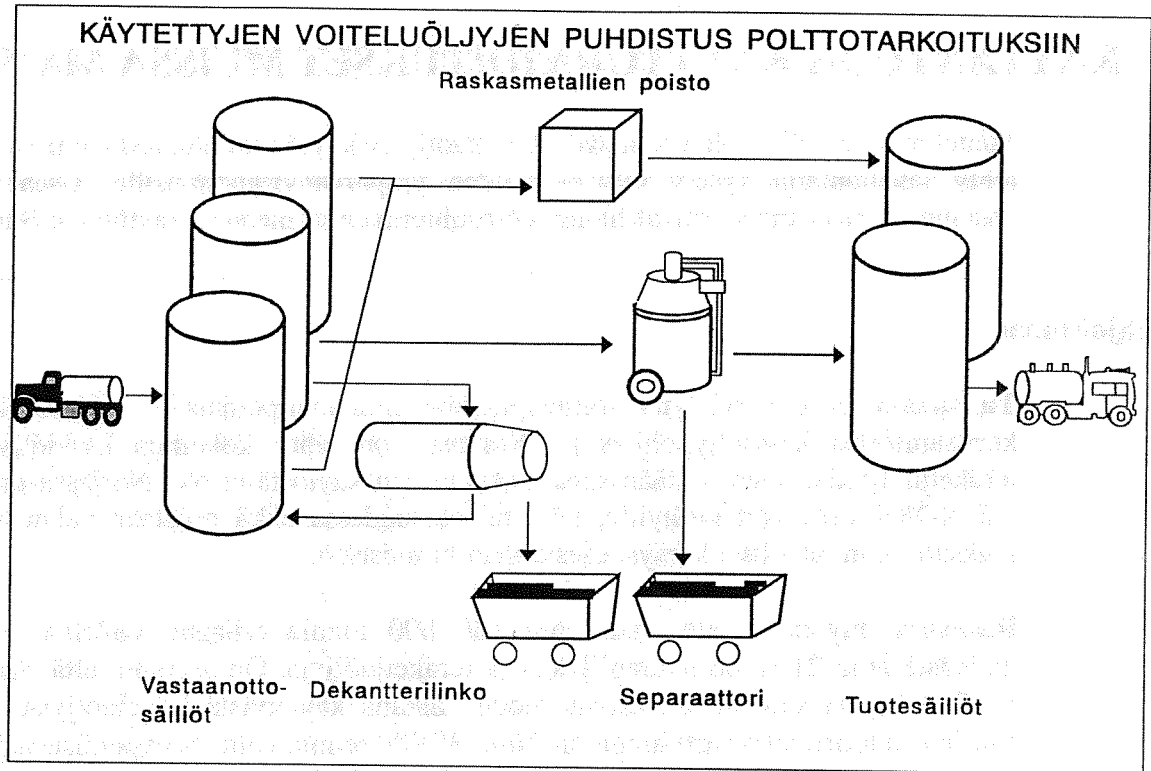 KÄYTETTYJEN VOITELUÖLJYJEN PUHDISTUS POLTTOTARKOITUKSIIN
Raskasmetallien poisto
Vastaanotto-
säiliöt
Dekantterilinko
Separaattori
Tuotesäiliöt